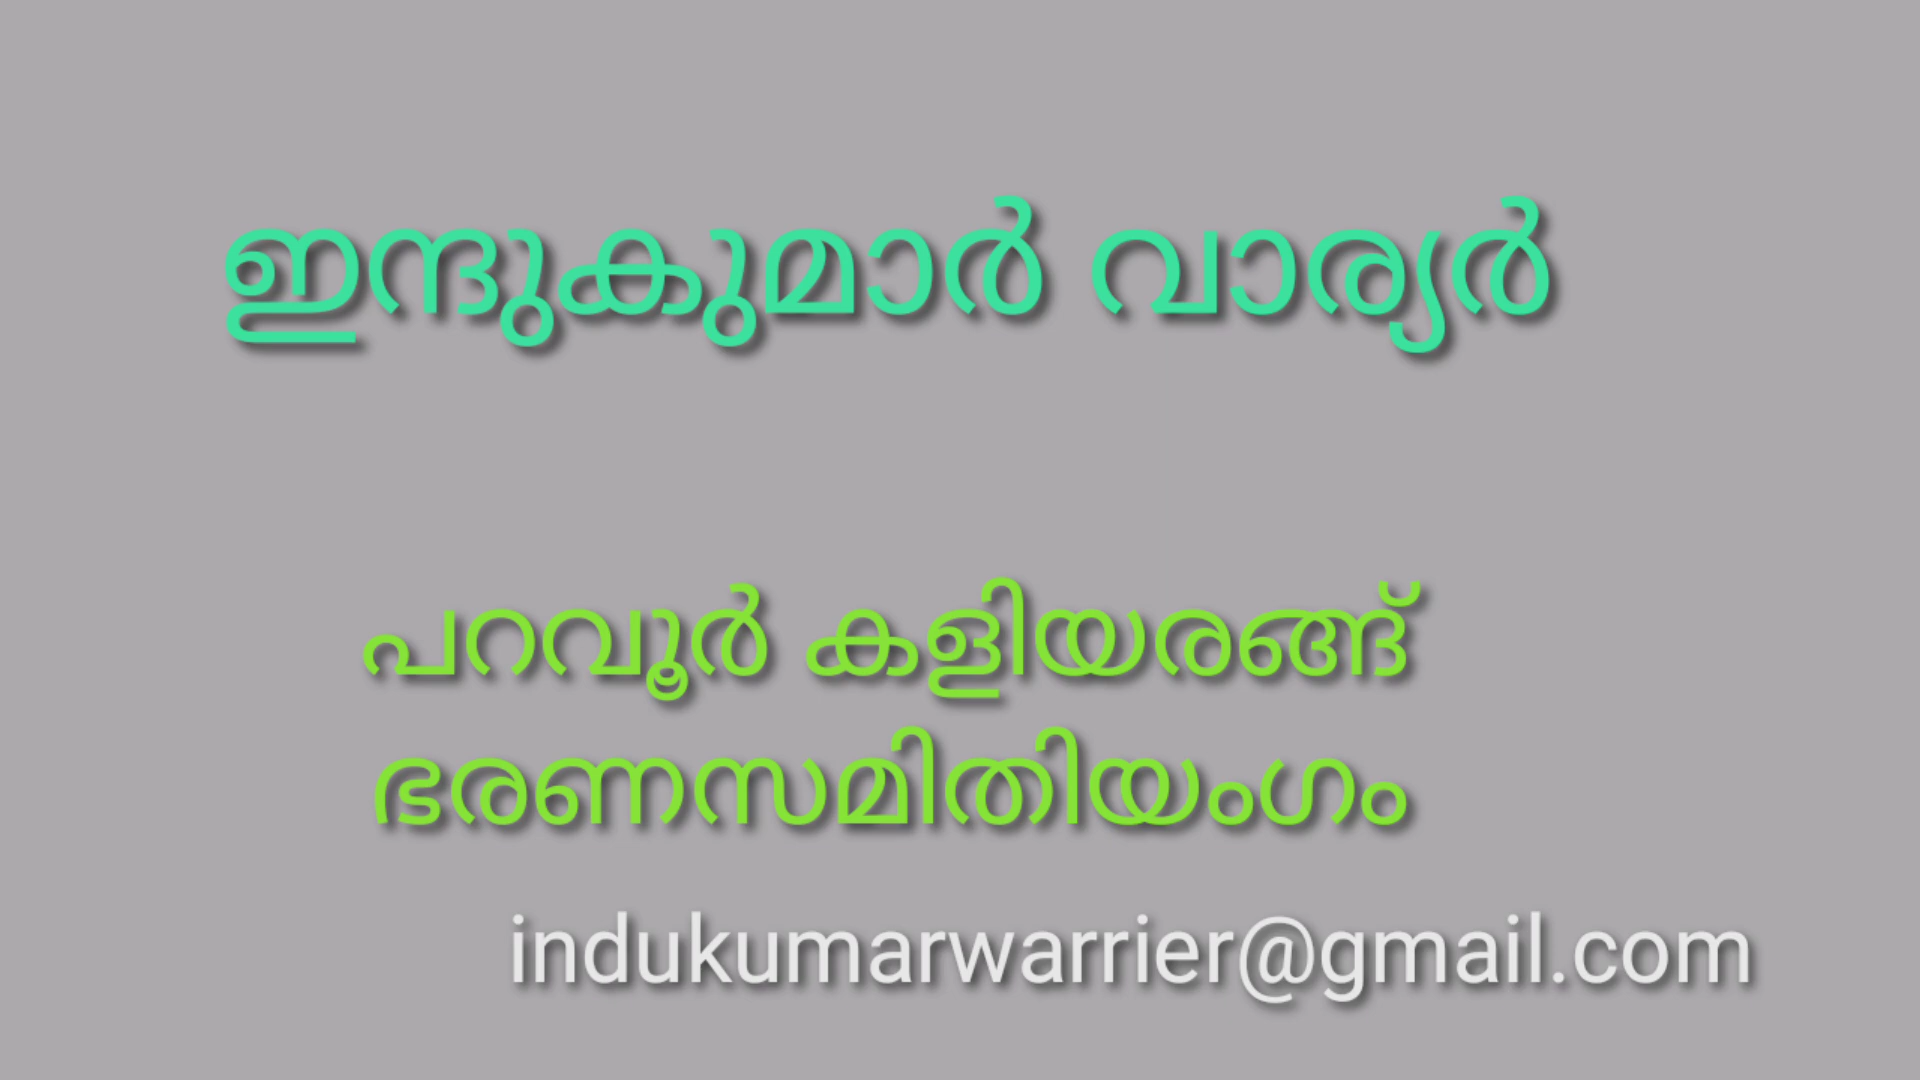 ഇന്ദുകുമാർ വാര്യർ
പറവൂർ കളിയരങ്ങ്
ഭരണസമിതിയംഗം
indukumarwarrier@gmail.com